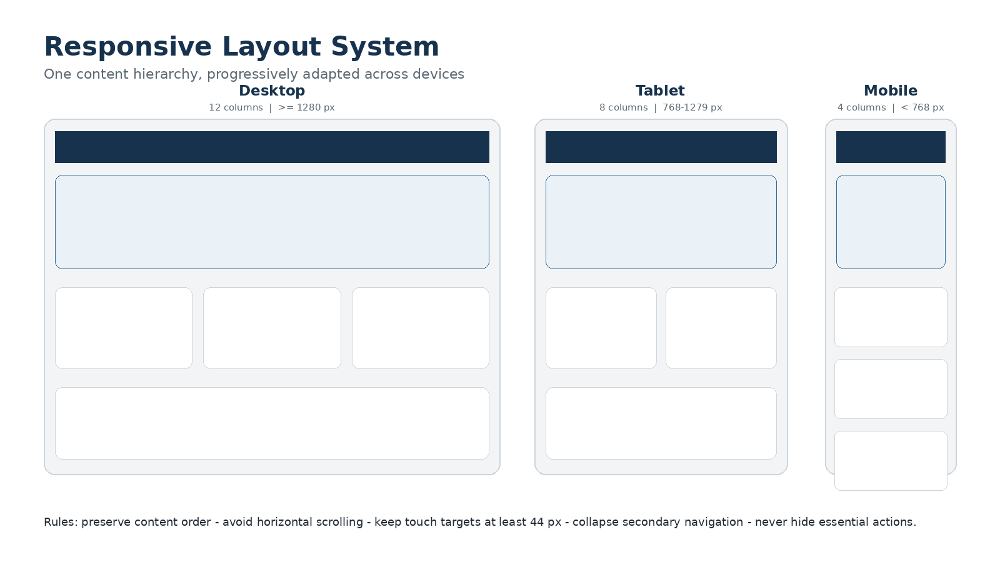 Responsive Layout System
One content hierarchy, progressively adapted across devices
Desktop
12 columns | >= 1280 px
Tablet
8 columns | 768-1279 px
Mobile
4 columns | < 768 px
Rules: preserve content order - avoid horizontal scrolling - keep touch targets at least 44 px - collapse secondary navigation - never hide essential actions.